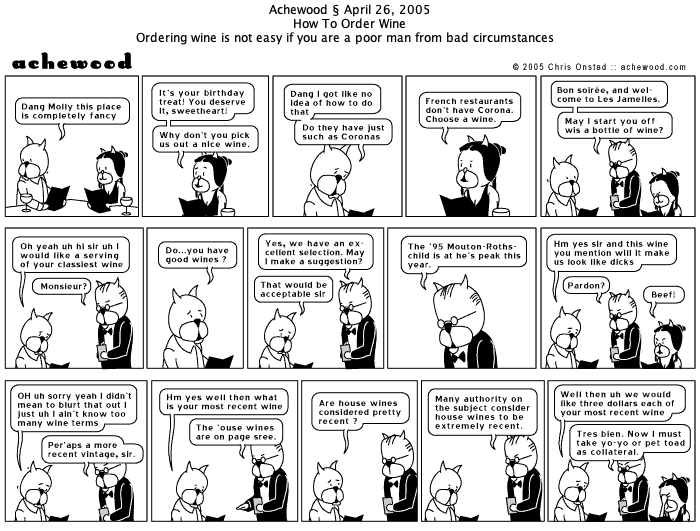 Achewood § April 26, 2005
How To Order Wine
Ordering wine is not easy if you are a poor man from bad circumstances
achewood
© 2005 Chris Onstad :: achewood.com
Dang Molly this place
is completely fancy
It's your birthday
treat! You deserve
it, sweetheart!
Why don't you pick
us out a nice wine.
Dang I got like no
idea of how to do
that
Do they have just
such as Coronas
French restaurants
don't have Corona.
Choose a wine.
Bon soirée, and wel-
come to Les Jamelles.
May I start you off
wis a bottle of wine?
Oh yeah uh hi sir uh I
would like a serving
of your classiest wine
Monsieur?
Do...you have
good wines ?
Yes, we have an ex-
cellent selection. May
I make a suggestion?
That would be
acceptable sir
The '95 Mouton-Roths-
child is at he's peak this
year.
Hm yes sir and this wine
you mention will it make
us look like dicks
Pardon?
Beef!
OH uh sorry yeah I didn't
mean to blurt that out I
just uh I ain't know too
many wine terms
Per'aps a more
recent vintage, sir.
Hm yes well then what
is your most recent wine
The 'ouse wines
are on page sree.
Are house wines
considered pretty
recent ?
Many authority on
the subject consider
house wines to be
extremely recent.
Well then uh we would
like three dollars each of
your most recent wine
Tres bien. Now I must
take yo-yo or pet toad
as collateral.